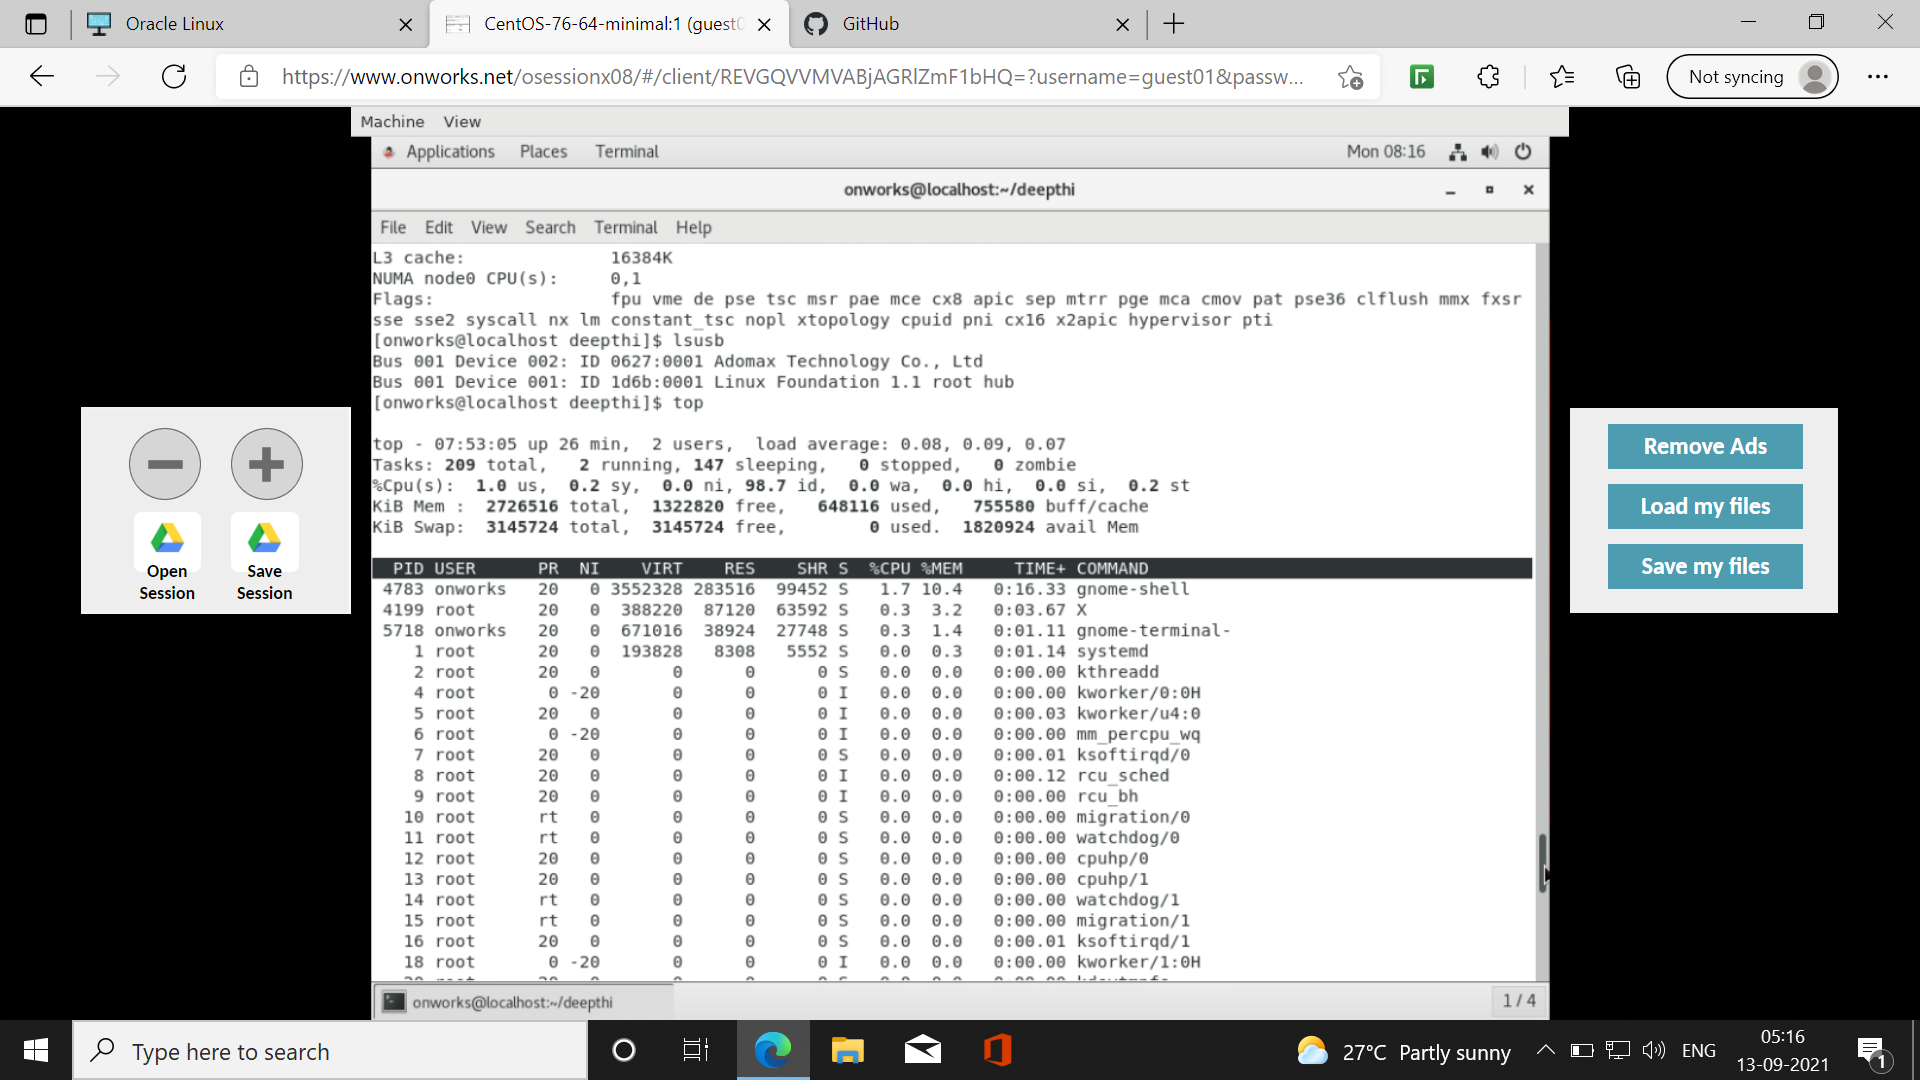 Oracle Linux
CentOS-76-64-minimal:1 (guest0
GitHub
https://www.onworks.net/osessionx08/#/client/REVGQVVMVABjAGRlZmF1bHQ=?username=guest01&passw...
Not syncing
Machine View
Applications Places Terminal Mon 08:16
onworks@localhost:~/deepthi
File Edit View Search Terminal Help
L3 cache: 16384K
NUMA node0 CPU(s): 0,1
Flags: fpu vme de pse tsc msr pae mce cx8 apic sep mtrr pge mca cmov pat pse36 clflush mmx fxsr
sse sse2 syscall nx lm constant_tsc nopl xtopology cpuid pni cx16 x2apic hypervisor pti
[onworks@localhost deepthi]$ lsusb
Bus 001 Device 002: ID 0627:0001 Adomax Technology Co., Ltd
Bus 001 Device 001: ID 1d6b:0001 Linux Foundation 1.1 root hub
[onworks@localhost deepthi]$ top
top - 07:53:05 up 26 min, 2 users, load average: 0.08, 0.09, 0.07
Tasks: 209 total, 2 running, 147 sleeping, 0 stopped, 0 zombie
%Cpu(s): 1.0 us, 0.2 sy, 0.0 ni, 98.7 id, 0.0 wa, 0.0 hi, 0.0 si, 0.2 st
KiB Mem : 2726516 total, 1322820 free, 648116 used, 755580 buff/cache
KiB Swap: 3145724 total, 3145724 free, 0 used. 1820924 avail Mem
PID USER PR NI VIRT RES SHR S %CPU %MEM TIME+ COMMAND
4783 onworks 20 0 3552328 283516 99452 S 1.7 10.4 0:16.33 gnome-shell
4199 root 20 0 388220 87120 63592 S 0.3 3.2 0:03.67 X
5718 onworks 20 0 671016 38924 27748 S 0.3 1.4 0:01.11 gnome-terminal-
1 root 20 0 193828 8308 5552 S 0.0 0.3 0:01.14 systemd
2 root 20 0 0 0 0 S 0.0 0.0 0:00.00 kthreadd
4 root 0 -20 0 0 0 I 0.0 0.0 0:00.00 kworker/0:0H
5 root 20 0 0 0 0 I 0.0 0.0 0:00.03 kworker/u4:0
6 root 0 -20 0 0 0 I 0.0 0.0 0:00.00 mm_percpu_wq
7 root 20 0 0 0 0 S 0.0 0.0 0:00.01 ksoftirqd/0
8 root 20 0 0 0 0 I 0.0 0.0 0:00.12 rcu_sched
9 root 20 0 0 0 0 I 0.0 0.0 0:00.00 rcu_bh
10 root rt 0 0 0 0 S 0.0 0.0 0:00.00 migration/0
11 root rt 0 0 0 0 S 0.0 0.0 0:00.00 watchdog/0
12 root 20 0 0 0 0 S 0.0 0.0 0:00.00 cpuhp/0
13 root 20 0 0 0 0 S 0.0 0.0 0:00.00 cpuhp/1
14 root rt 0 0 0 0 S 0.0 0.0 0:00.00 watchdog/1
15 root rt 0 0 0 0 S 0.0 0.0 0:00.00 migration/1
16 root 20 0 0 0 0 S 0.0 0.0 0:00.01 ksoftirqd/1
18 root 0 -20 0 0 0 I 0.0 0.0 0:00.00 kworker/1:0H
onworks@localhost:~/deepthi
1 / 4
Open Session
Save Session
Remove Ads
Load my files
Save my files
Type here to search
27°C Partly sunny
ENG
05:16
13-09-2021
1